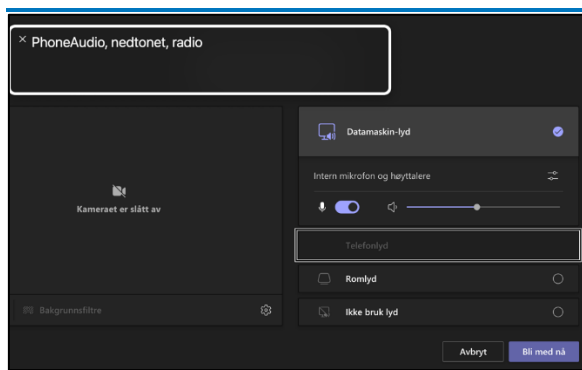 PhoneAudio, nedtonet, radio
Datamaskin-lyd
Intern mikrofon og høyttalere
Kameraet er slått av
Telefonlyd
Romlyd
Bakgrunnsfiltre
Ikke bruk lyd
Avbryt
Bli med nå